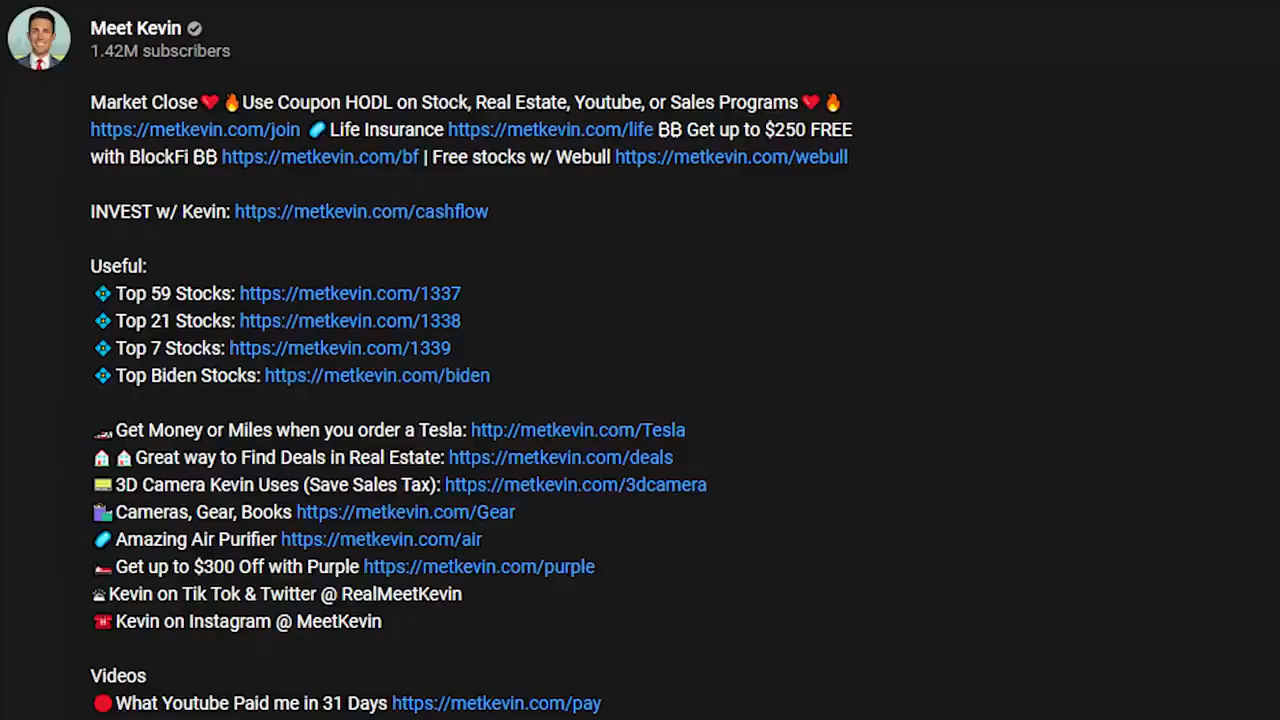 Meet Kevin
1.42M subscribers
Market Close❤️ 🔥Use Coupon HODL on Stock, Real Estate, Youtube, or Sales Programs❤️ 🔥
https://metkevin.com/join Life Insurance https://metkevin.com/life ₿₿ Get up to $250 FREE
with BlockFi ₿₿ https://metkevin.com/bf | Free stocks w/ Webull https://metkevin.com/webull
INVEST w/ Kevin: https://metkevin.com/cashflow
Useful:
💠Top 59 Stocks: https://metkevin.com/1337
💠Top 21 Stocks: https://metkevin.com/1338
💠Top 7 Stocks: https://metkevin.com/1339
💠Top Biden Stocks: https://metkevin.com/biden
🏎Get Money or Miles when you order a Tesla: http://metkevin.com/Tesla
🏠🏠Great way to Find Deals in Real Estate: https://metkevin.com/deals
3D Camera Kevin Uses (Save Sales Tax): https://metkevin.com/3dcamera
🛍Cameras, Gear, Books https://metkevin.com/Gear
Amazing Air Purifier https://metkevin.com/air
🛏Get up to $300 Off with Purple https://metkevin.com/purple
Kevin on Tik Tok & Twitter @ RealMeetKevin
☎️Kevin on Instagram @ MeetKevin
Videos
🔴What Youtube Paid me in 31 Days https://metkevin.com/pay